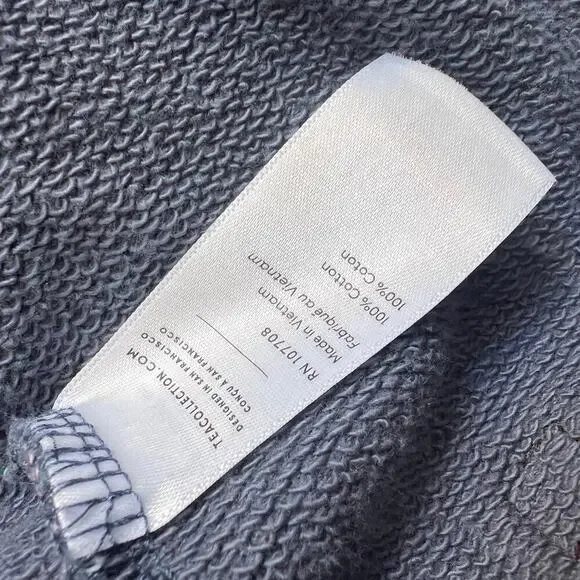 TEACOLLECTION.COM
DESIGNED IN SAN FRANCISCO
CONÇU À SAN FRANCISCO
RN 107708
Made in Vietnam
Fabriqué au Vietnam
100% Cotton
100% Coton